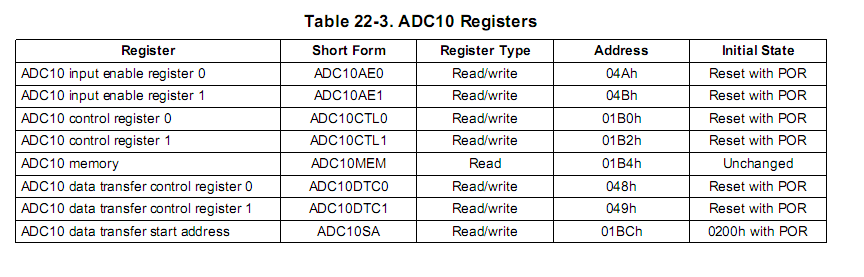 Table 22-3. ADC10 Registers
Register Short Form Register Type Address Initial State
ADC10 input enable register 0 ADC10AE0 Read/write 04Ah Reset with POR
ADC10 input enable register 1 ADC10AE1 Read/write 04Bh Reset with POR
ADC10 control register 0 ADC10CTL0 Read/write 01B0h Reset with POR
ADC10 control register 1 ADC10CTL1 Read/write 01B2h Reset with POR
ADC10 memory ADC10MEM Read 01B4h Unchanged
ADC10 data transfer control register 0 ADC10DTC0 Read/write 048h Reset with POR
ADC10 data transfer control register 1 ADC10DTC1 Read/write 049h Reset with POR
ADC10 data transfer start address ADC10SA Read/write 01BCh 0200h with POR